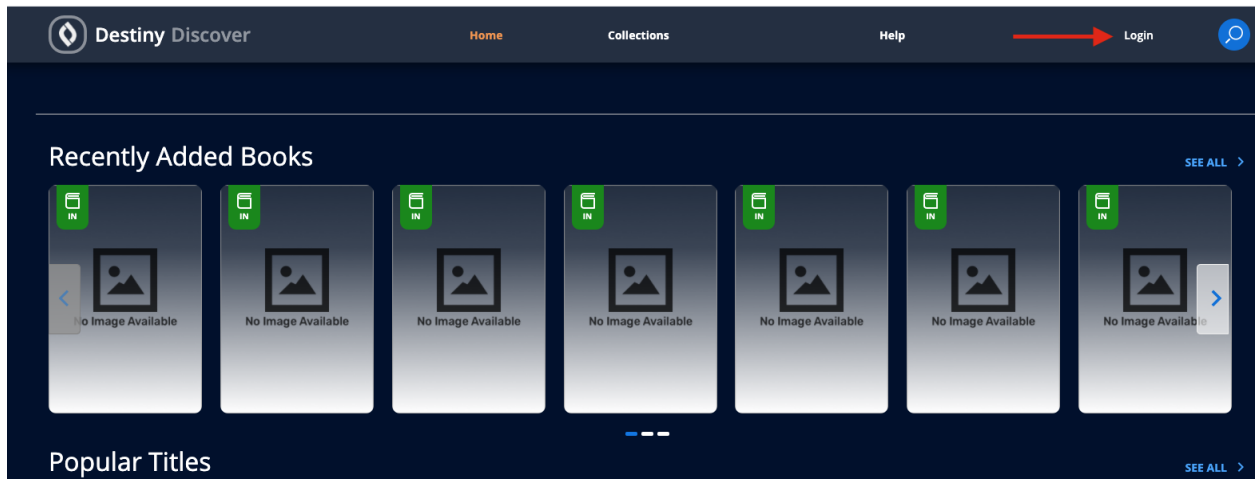 Destiny Discover Home Collections Help Login
Recently Added Books SEE ALL
IN IN IN IN IN IN IN
No Image Available No Image Available No Image Available No Image Available No Image Available No Image Available No Image Available
Popular Titles SEE ALL